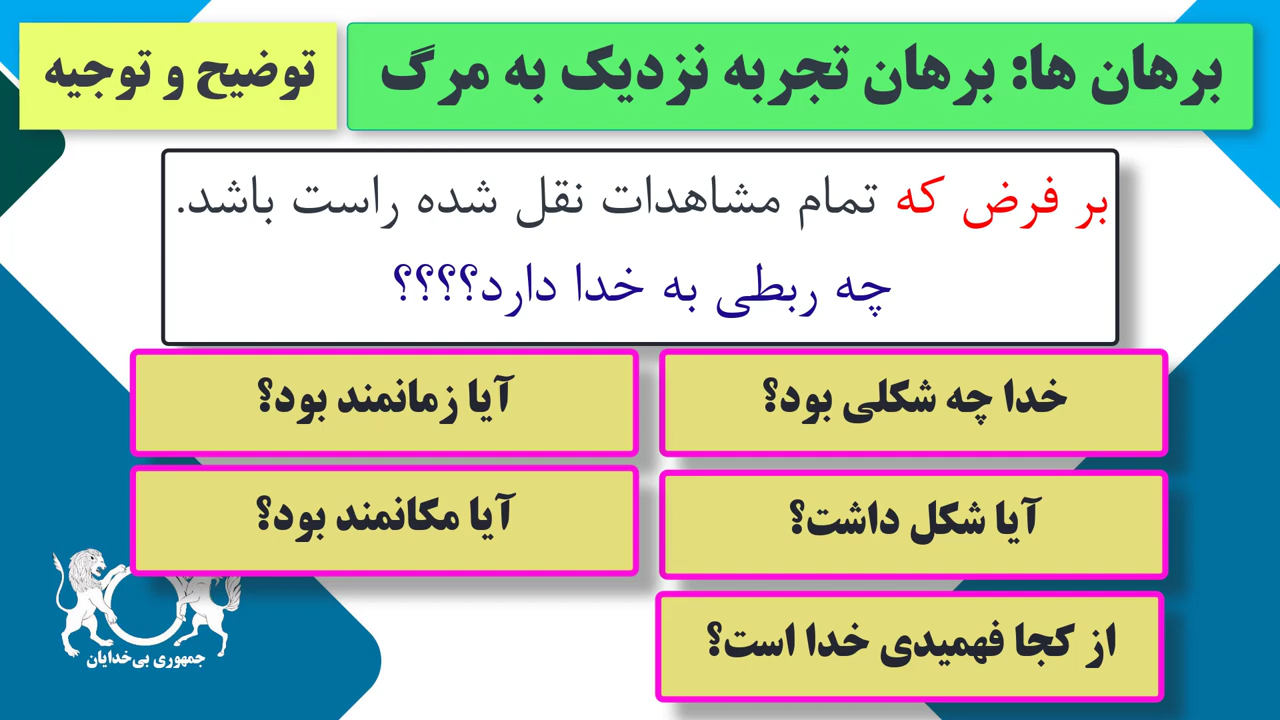 برهان ها: برهان تجربه نزدیک به مرگ
توضیح و توجیه
بر فرض که تمام مشاهدات نقل شده راست باشد.
چه ربطی به خدا دارد؟؟؟؟
خدا چه شکلی بود؟
آیا زمانمند بود؟
آیا شکل داشت؟
آیا مکانمند بود؟
از کجا فهمیدی خدا است؟
جمهوری بی‌خدایان